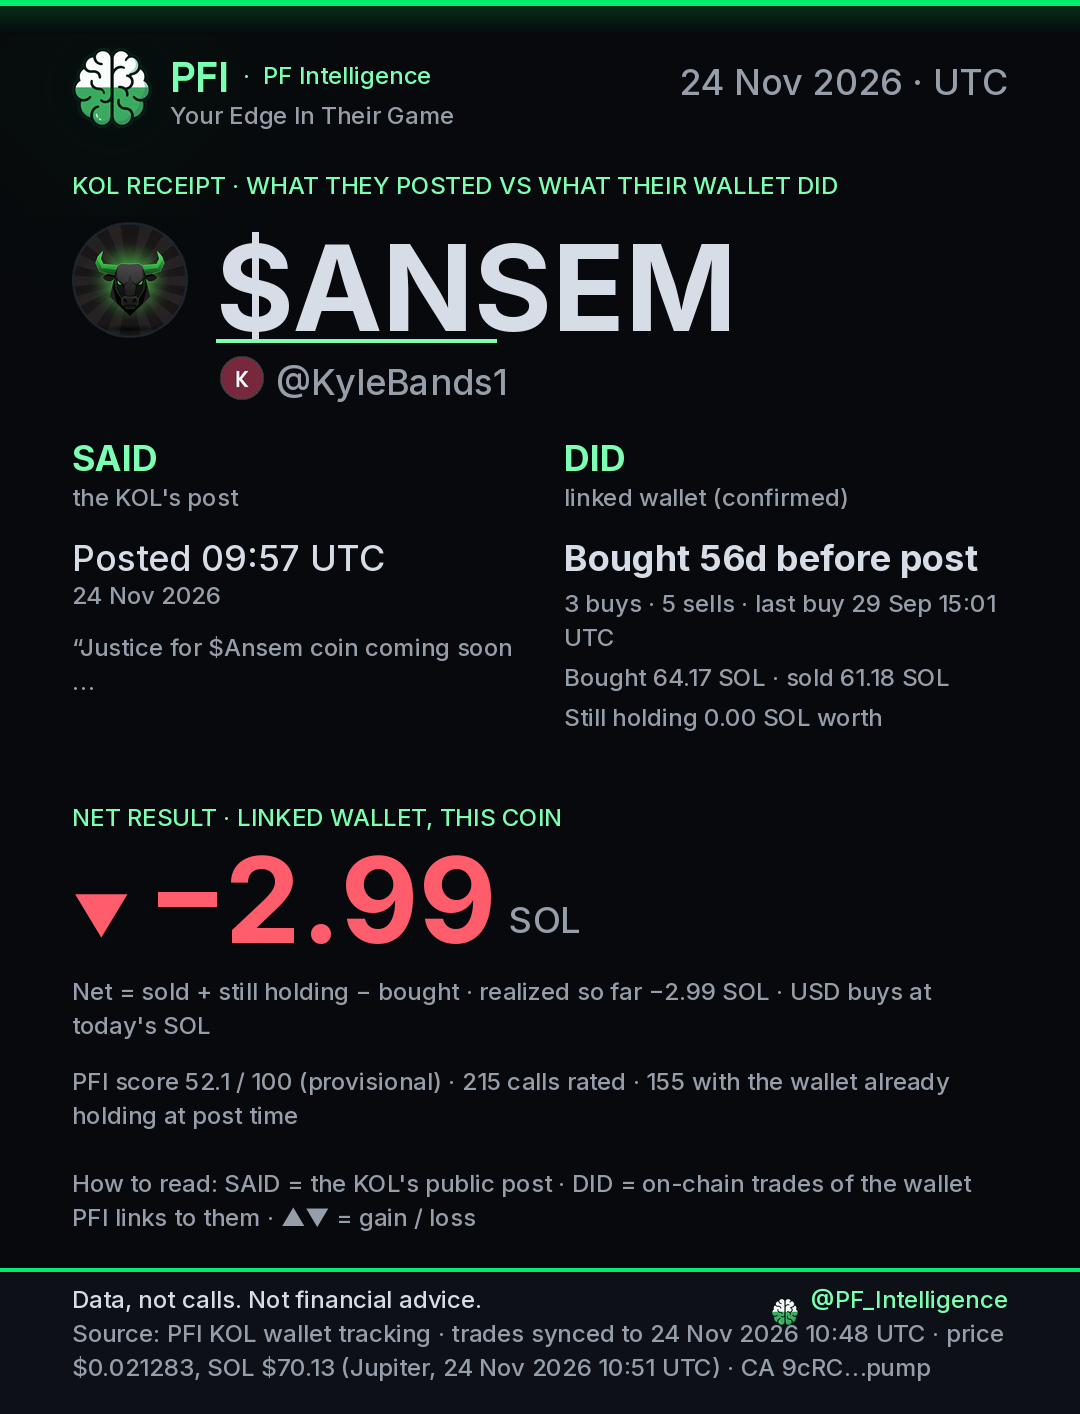 PFI · PF Intelligence
Your Edge In Their Game
24 Nov 2026 · UTC
KOL RECEIPT · WHAT THEY POSTED VS WHAT THEIR WALLET DID
$ANSEM
K @KyleBands1
SAID
the KOL's post
Posted 09:57 UTC
24 Nov 2026
“Justice for $Ansem coin coming soon
…
DID
linked wallet (confirmed)
Bought 56d before post
3 buys · 5 sells · last buy 29 Sep 15:01
UTC
Bought 64.17 SOL · sold 61.18 SOL
Still holding 0.00 SOL worth
NET RESULT · LINKED WALLET, THIS COIN
▼ −2.99 SOL
Net = sold + still holding − bought · realized so far −2.99 SOL · USD buys at
today's SOL
PFI score 52.1 / 100 (provisional) · 215 calls rated · 155 with the wallet already
holding at post time
How to read: SAID = the KOL's public post · DID = on-chain trades of the wallet
PFI links to them · ▲▼ = gain / loss
Data, not calls. Not financial advice.
@PF_Intelligence
Source: PFI KOL wallet tracking · trades synced to 24 Nov 2026 10:48 UTC · price
$0.021283, SOL $70.13 (Jupiter, 24 Nov 2026 10:51 UTC) · CA 9cRC…pump